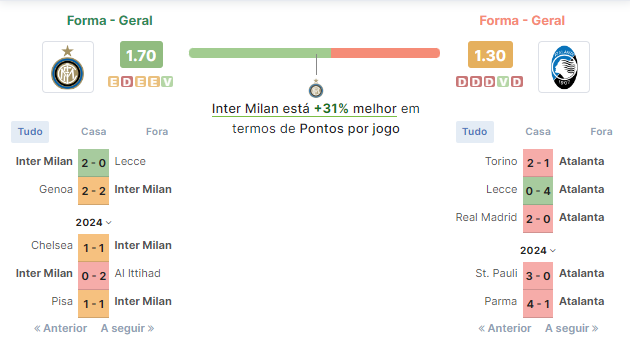 Forma - Geral
1.70
E D E E V
Inter Milan está +31% melhor em
termos de Pontos por jogo
Forma - Geral
1.30
D D D V D
Tudo Casa Fora
Inter Milan 2 - 0 Lecce
Genoa 2 - 2 Inter Milan
2024
Chelsea 1 - 1 Inter Milan
Inter Milan 0 - 2 Al Ittihad
Pisa 1 - 1 Inter Milan
« Anterior A seguir »
Tudo Casa Fora
Torino 2 - 1 Atalanta
Lecce 0 - 4 Atalanta
Real Madrid 2 - 0 Atalanta
2024
St. Pauli 3 - 0 Atalanta
Parma 4 - 1 Atalanta
« Anterior A seguir »